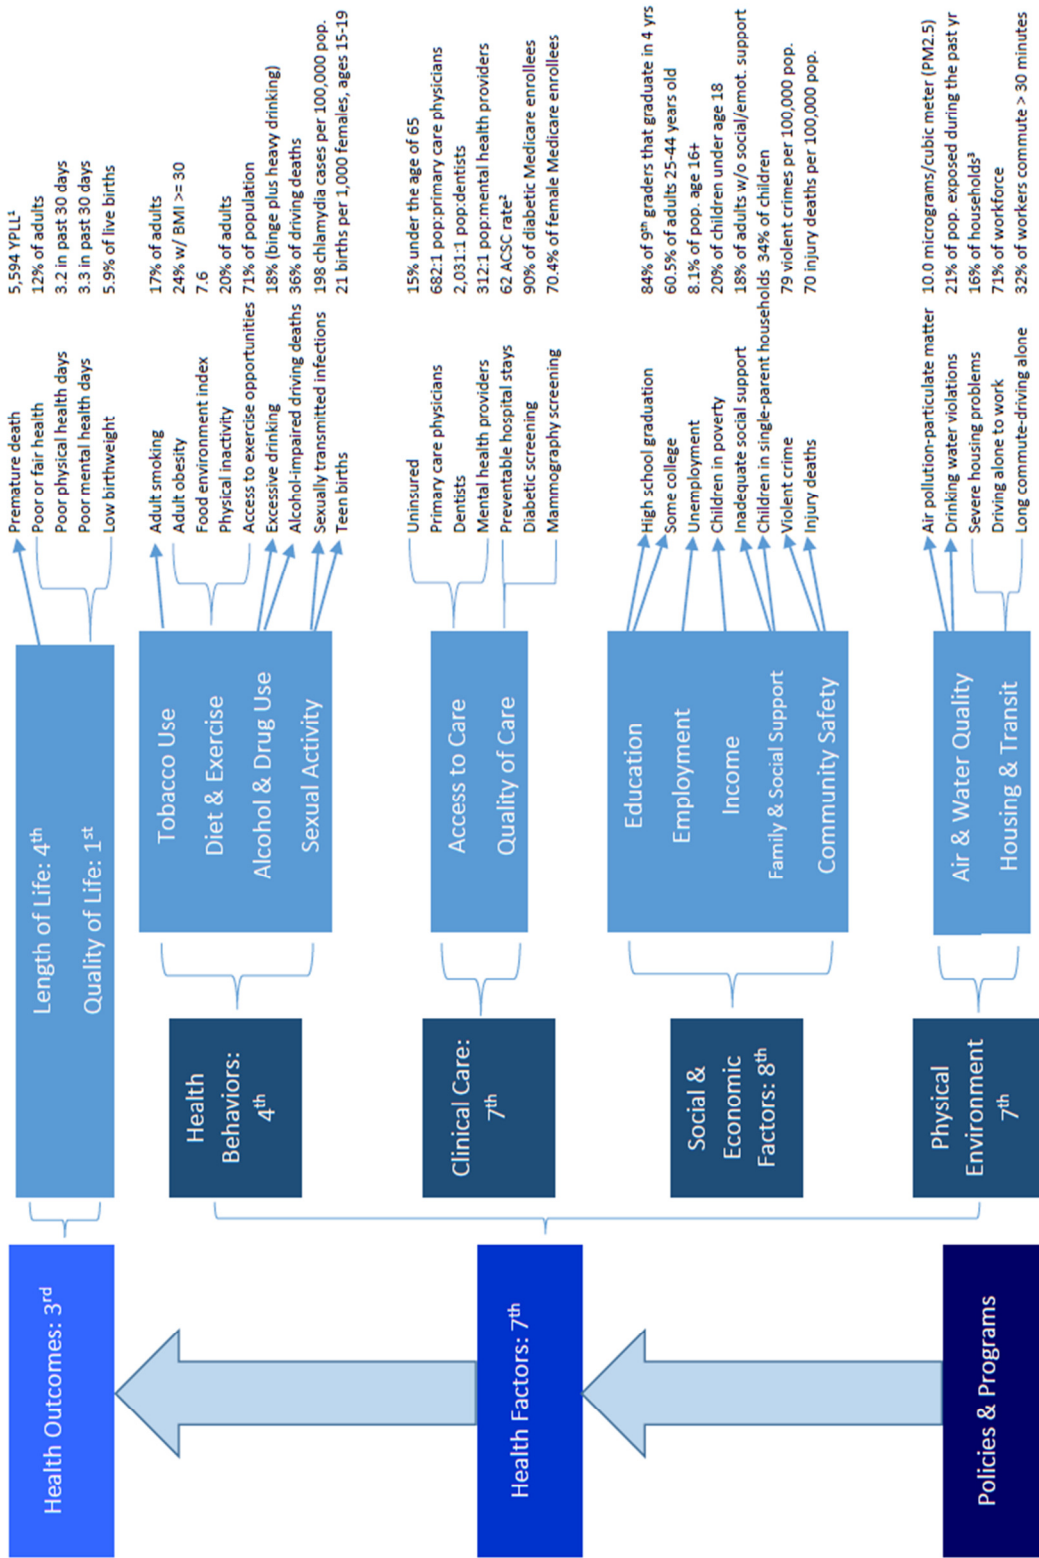 Health Outcomes: 3rd
Length of Life: 4th
Quality of Life: 1st
Premature death 5,594 YPLL¹
Poor or fair health 12% of adults
Poor physical health days 3.2 in past 30 days
Poor mental health days 3.3 in past 30 days
Low birthweight 5.9% of live births
Health Factors: 7th
Health
Behaviors:
4th
Tobacco Use
Diet & Exercise
Alcohol & Drug Use
Sexual Activity
Adult smoking 17% of adults
Adult obesity 24% w/ BMI >= 30
Food environment index 7.6
Physical inactivity 20% of adults
Access to exercise opportunities 71% of population
Excessive drinking 18% (binge plus heavy drinking)
Alcohol-impaired driving deaths 36% of driving deaths
Sexually transmitted infections 198 chlamydia cases per 100,000 pop.
Teen births 21 births per 1,000 females, ages 15-19
Clinical Care:
7th
Access to Care
Quality of Care
Uninsured 15% under the age of 65
Primary care physicians 682:1 pop:primary care physicians
Dentists 2,031:1 pop:dentists
Mental health providers 312:1 pop:mental health providers
Preventable hospital stays 62 ACSC rate²
Diabetic screening 90% of diabetic Medicare enrollees
Mammography screening 70.4% of female Medicare enrollees
Social &
Economic
Factors: 8th
Education
Employment
Income
Family & Social Support
Community Safety
High school graduation 84% of 9th graders that graduate in 4 yrs
Some college 60.5% of adults 25-44 years old
Unemployment 8.1% of pop. age 16+
Children in poverty 20% of children under age 18
Inadequate social support 18% of adults w/o social/emot. support
Children in single-parent households 34% of children
Violent crime 79 violent crimes per 100,000 pop.
Injury deaths 70 injury deaths per 100,000 pop.
Policies & Programs
Physical
Environment
7th
Air & Water Quality
Housing & Transit
Air pollution-particulate matter 10.0 micrograms/cubic meter (PM2.5)
Drinking water violations 21% of pop. exposed during the past yr
Severe housing problems 16% of households³
Driving alone to work 71% of workforce
Long commute-driving alone 32% of workers commute > 30 minutes